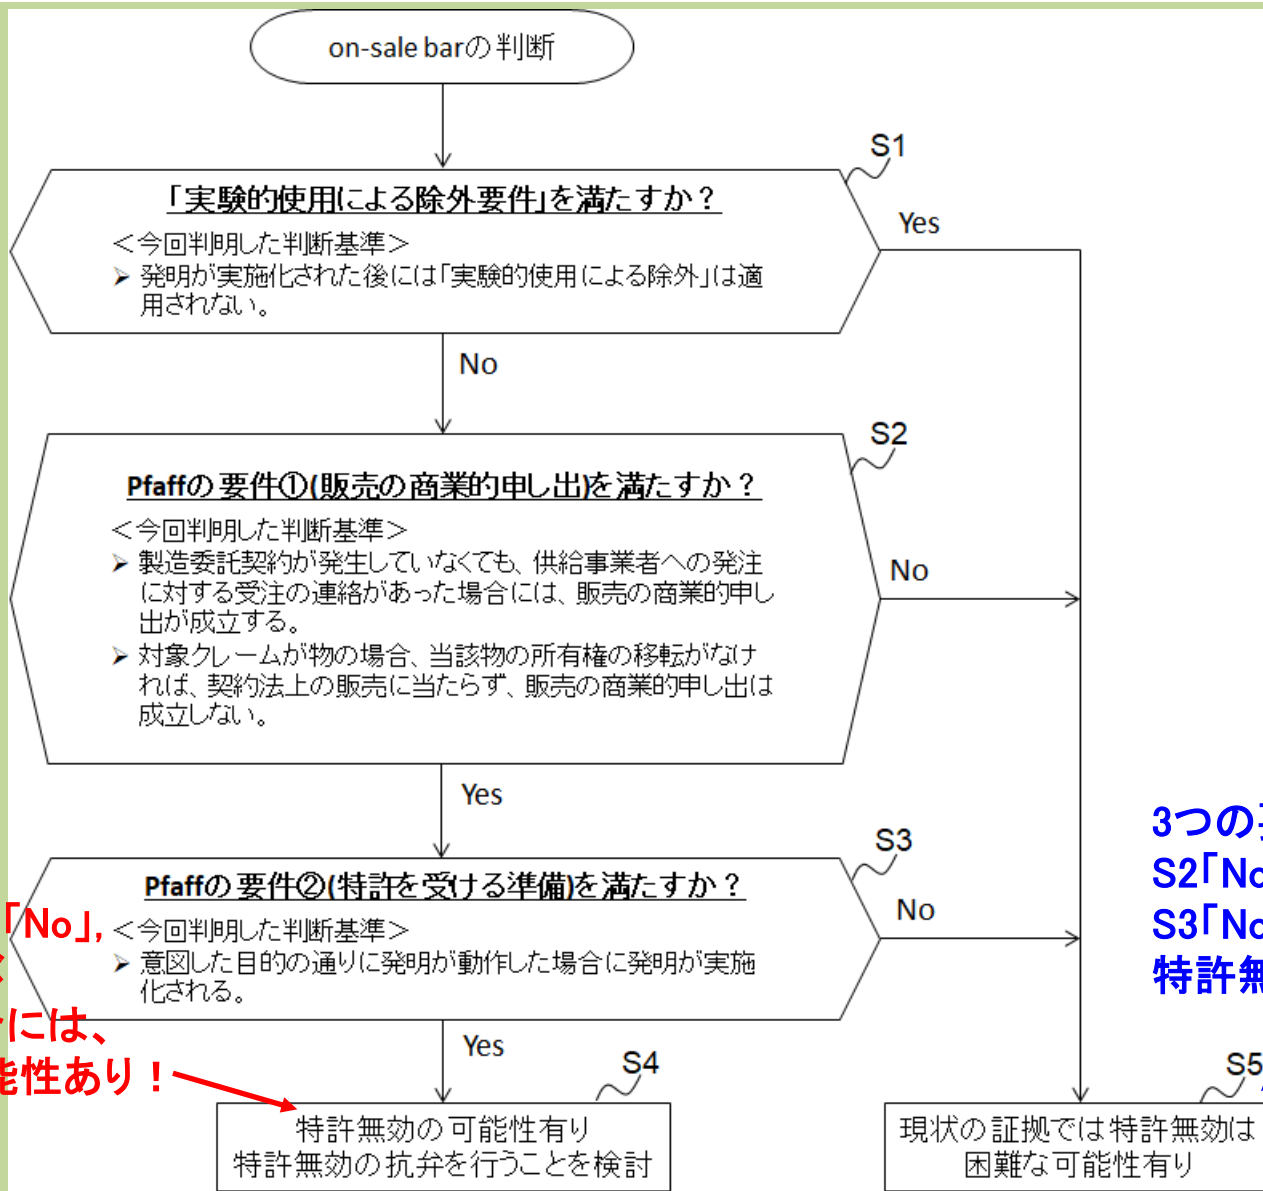 on-sale barの判断
S1
「実験的使用による除外要件」を満たすか？
＜今回判明した判断基準＞
➢ 発明が実施化された後には「実験的使用による除外」は適
用されない。
Yes
No
S2
Pfaffの要件①(販売の商業的申し出)を満たすか？
＜今回判明した判断基準＞
➢ 製造委託契約が発生していなくても、供給事業者への発注
に対する受注の連絡があった場合には、販売の商業的申し
出が成立する。
➢ 対象クレームが物の場合、当該物の所有権の移転がなけ
れば、契約法上の販売に当たらず、販売の商業的申し出は
成立しない。
No
Yes
S3
Pfaffの要件②(特許を受ける準備)を満たすか？
＜今回判明した判断基準＞
➢ 意図した目的の通りに発明が動作した場合に発明が実施
化される。
No
Yes
「No」,
には、
能性あり！
3つの
S2「No
S3「No
特許無
S4
特許無効の可能性有り
特許無効の抗弁を行うことを検討
S5
現状の証拠では特許無効は
困難な可能性有り